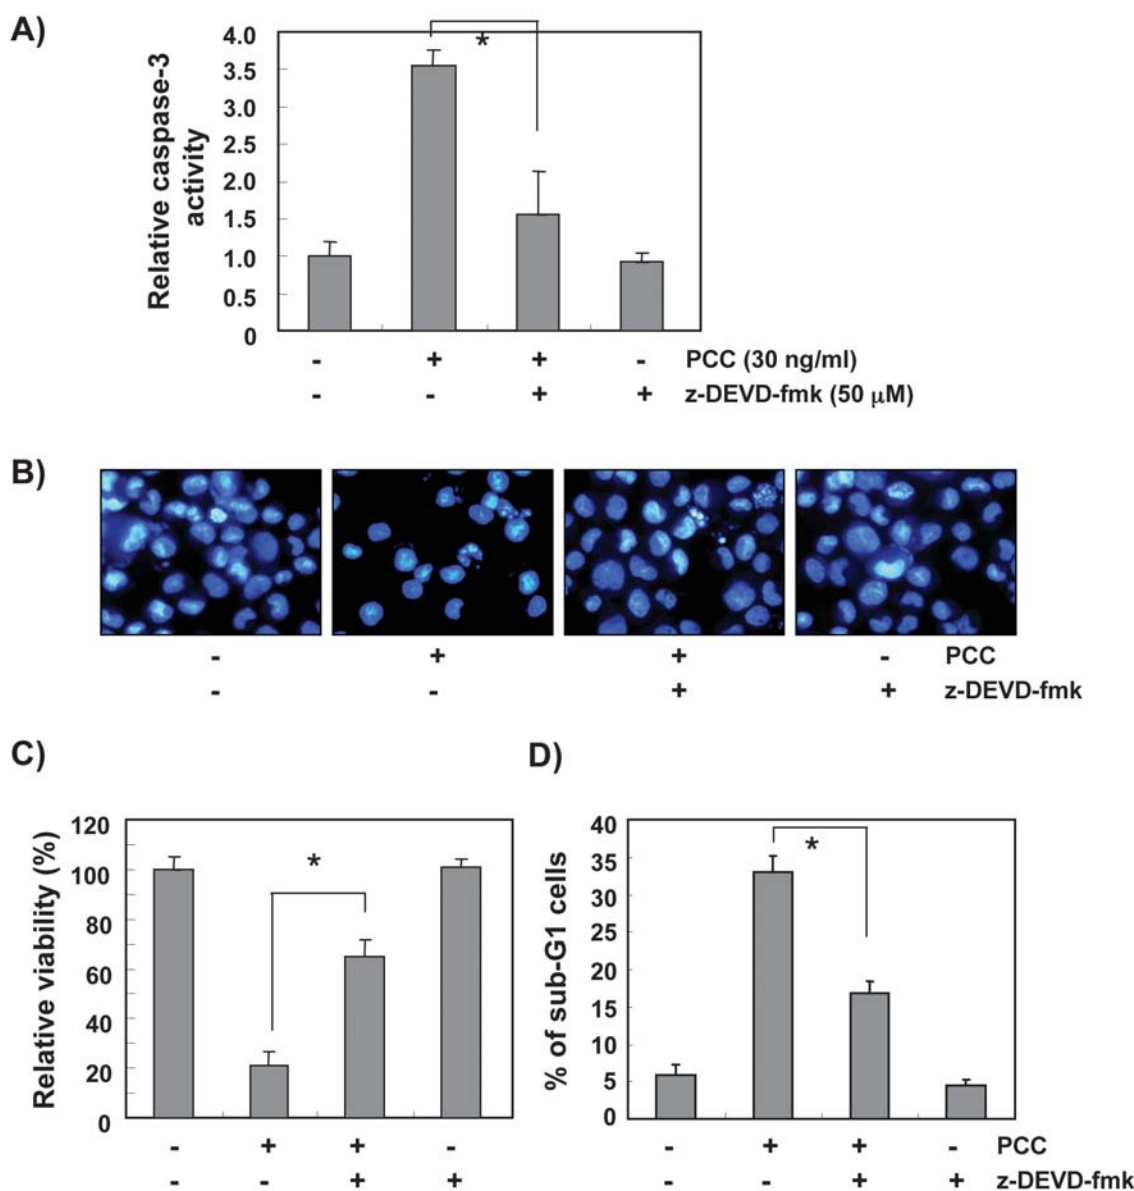 A)
Relative caspase-3
activity
4.0
3.5
3.0
2.5
2.0
1.5
1.0
0.5
0
*
- + + - PCC (30 ng/ml)
- - + + z-DEVD-fmk (50 μM)
B)
- + + - PCC
- - + + z-DEVD-fmk
C)
Relative viability (%)
120
100
80
60
40
20
0
*
- + + -
- - + +
D)
% of sub-G1 cells
40
35
30
25
20
15
10
5
0
*
- + + - PCC
- - + + z-DEVD-fmk